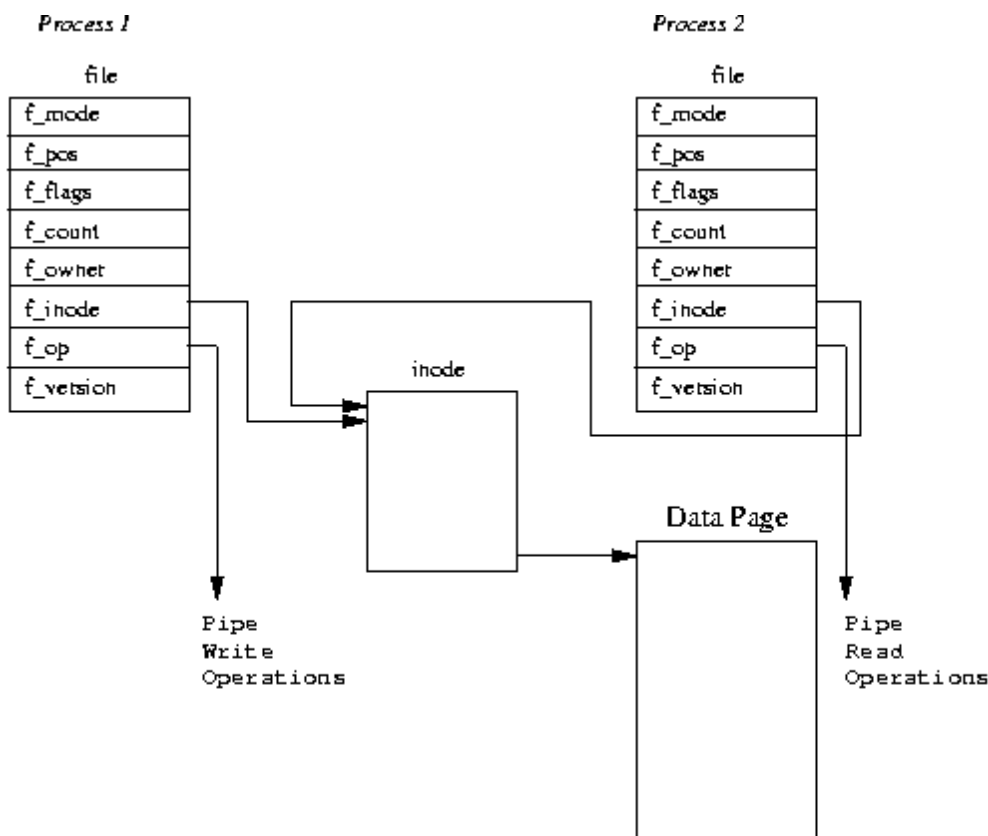 Process 1
file
f_mode
f_pos
f_flags
f_count
f_owner
f_inode
f_op
f_version
Process 2
file
f_mode
f_pos
f_flags
f_count
f_owner
f_inode
f_op
f_version
inode
Data Page
Pipe
Write
Operations
Pipe
Read
Operations